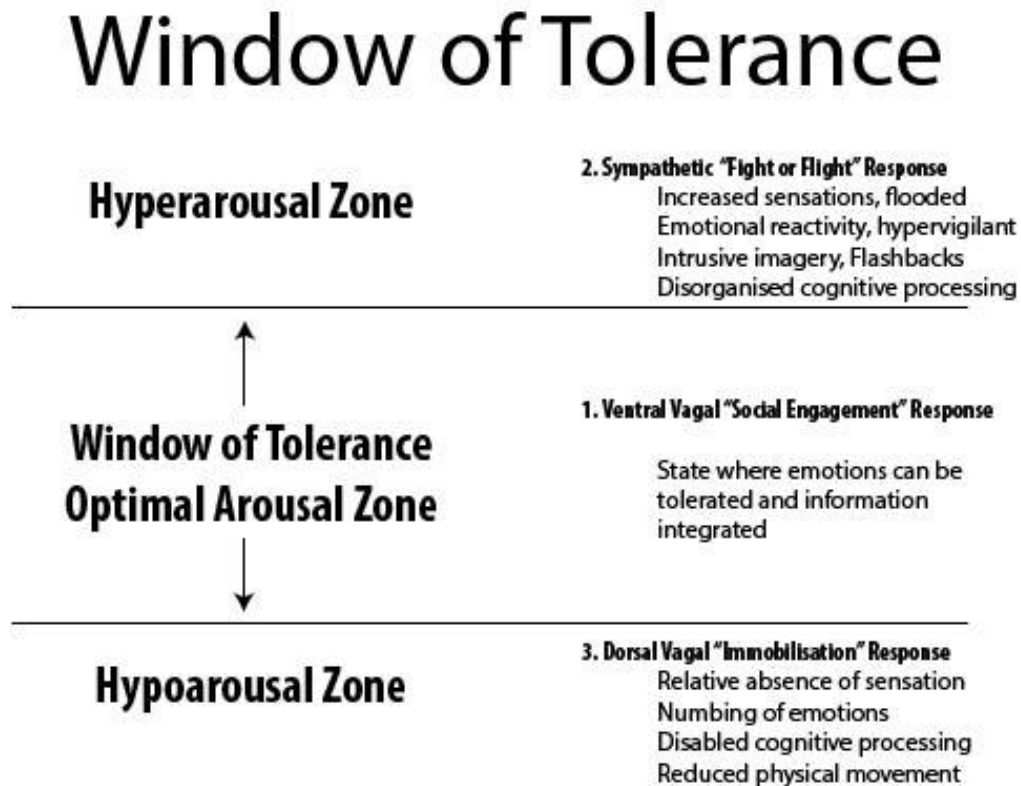 Window of Tolerance
Hyperarousal Zone
2. Sympathetic “Fight or Flight” Response
Increased sensations, flooded
Emotional reactivity, hypervigilant
Intrusive imagery, Flashbacks
Disorganised cognitive processing
Window of Tolerance
Optimal Arousal Zone
1. Ventral Vagal “Social Engagement” Response
State where emotions can be
tolerated and information
integrated
Hypoarousal Zone
3. Dorsal Vagal “Immobilisation” Response
Relative absence of sensation
Numbing of emotions
Disabled cognitive processing
Reduced physical movement